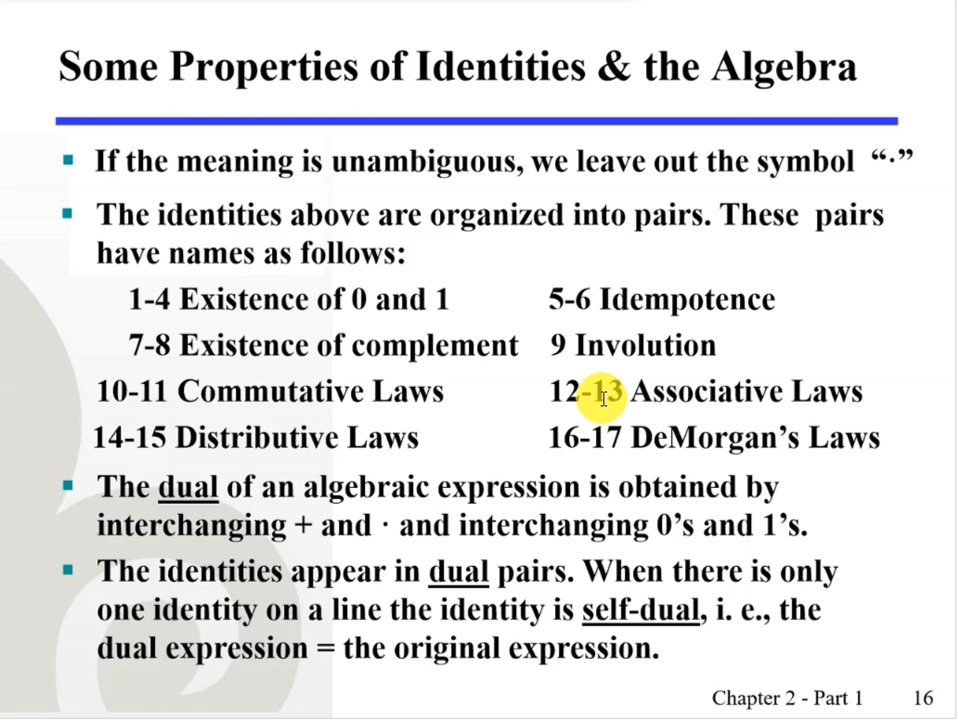 Some Properties of Identities & the Algebra
▪ If the meaning is unambiguous, we leave out the symbol “·”
▪ The identities above are organized into pairs. These pairs
have names as follows:
1-4 Existence of 0 and 1 5-6 Idempotence
7-8 Existence of complement 9 Involution
10-11 Commutative Laws 12-13 Associative Laws
14-15 Distributive Laws 16-17 DeMorgan’s Laws
▪ The dual of an algebraic expression is obtained by
interchanging + and · and interchanging 0’s and 1’s.
▪ The identities appear in dual pairs. When there is only
one identity on a line the identity is self-dual, i. e., the
dual expression = the original expression.
Chapter 2 - Part 1 16